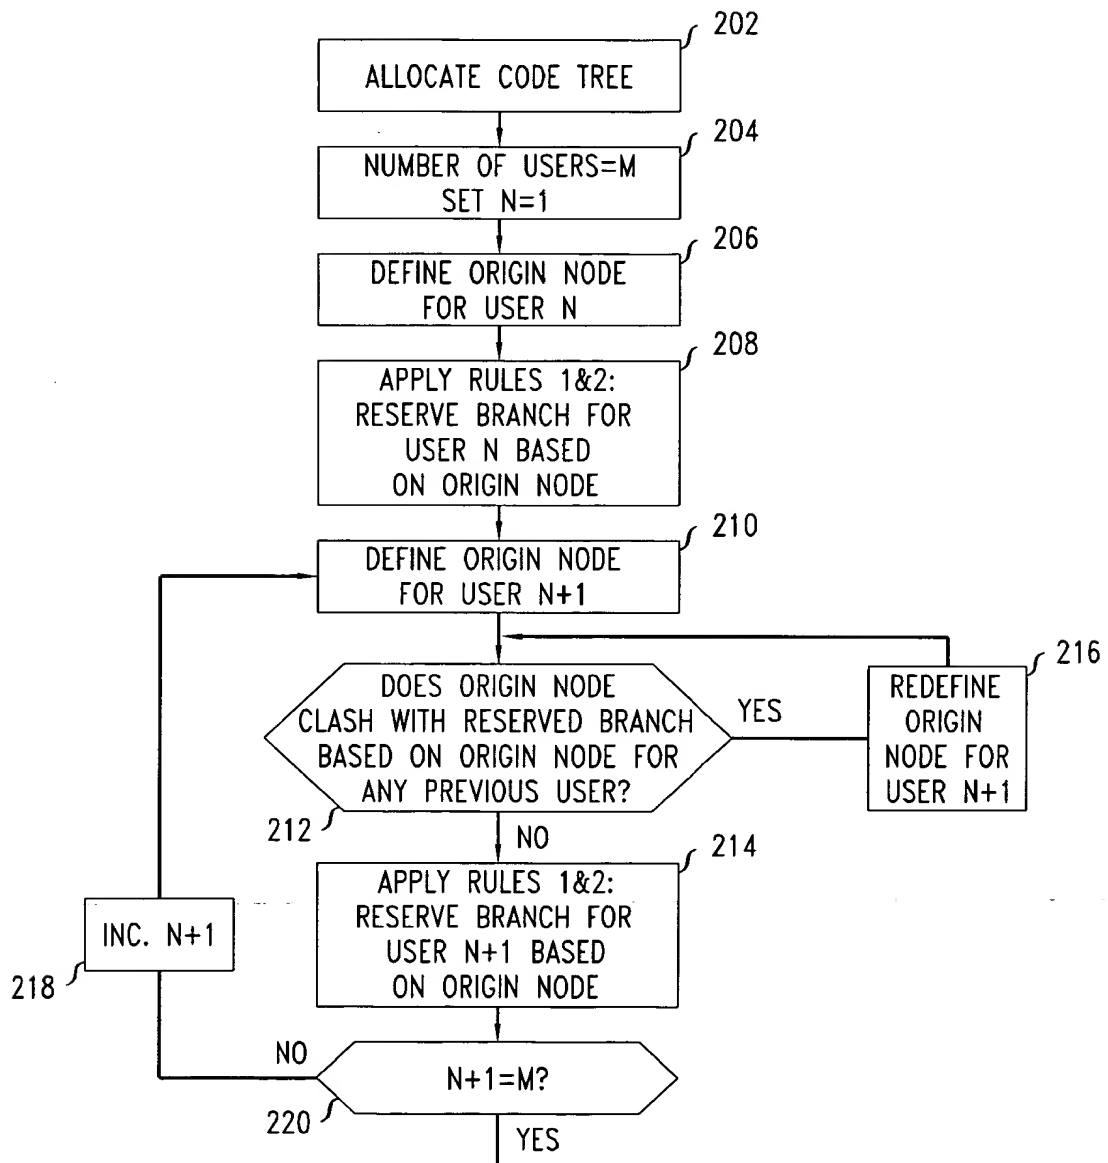 202
ALLOCATE CODE TREE
204
NUMBER OF USERS=M
SET N=1
206
DEFINE ORIGIN NODE
FOR USER N
208
APPLY RULES 1&2:
RESERVE BRANCH FOR
USER N BASED
ON ORIGIN NODE
210
DEFINE ORIGIN NODE
FOR USER N+1
216
REDEFINE
ORIGIN
NODE FOR
USER N+1
DOES ORIGIN NODE
CLASH WITH RESERVED BRANCH
BASED ON ORIGIN NODE FOR
ANY PREVIOUS USER?
YES
212
NO
214
APPLY RULES 1&2:
RESERVE BRANCH FOR
USER N+1 BASED
ON ORIGIN NODE
INC. N+1
218
NO
N+1=M?
220
YES